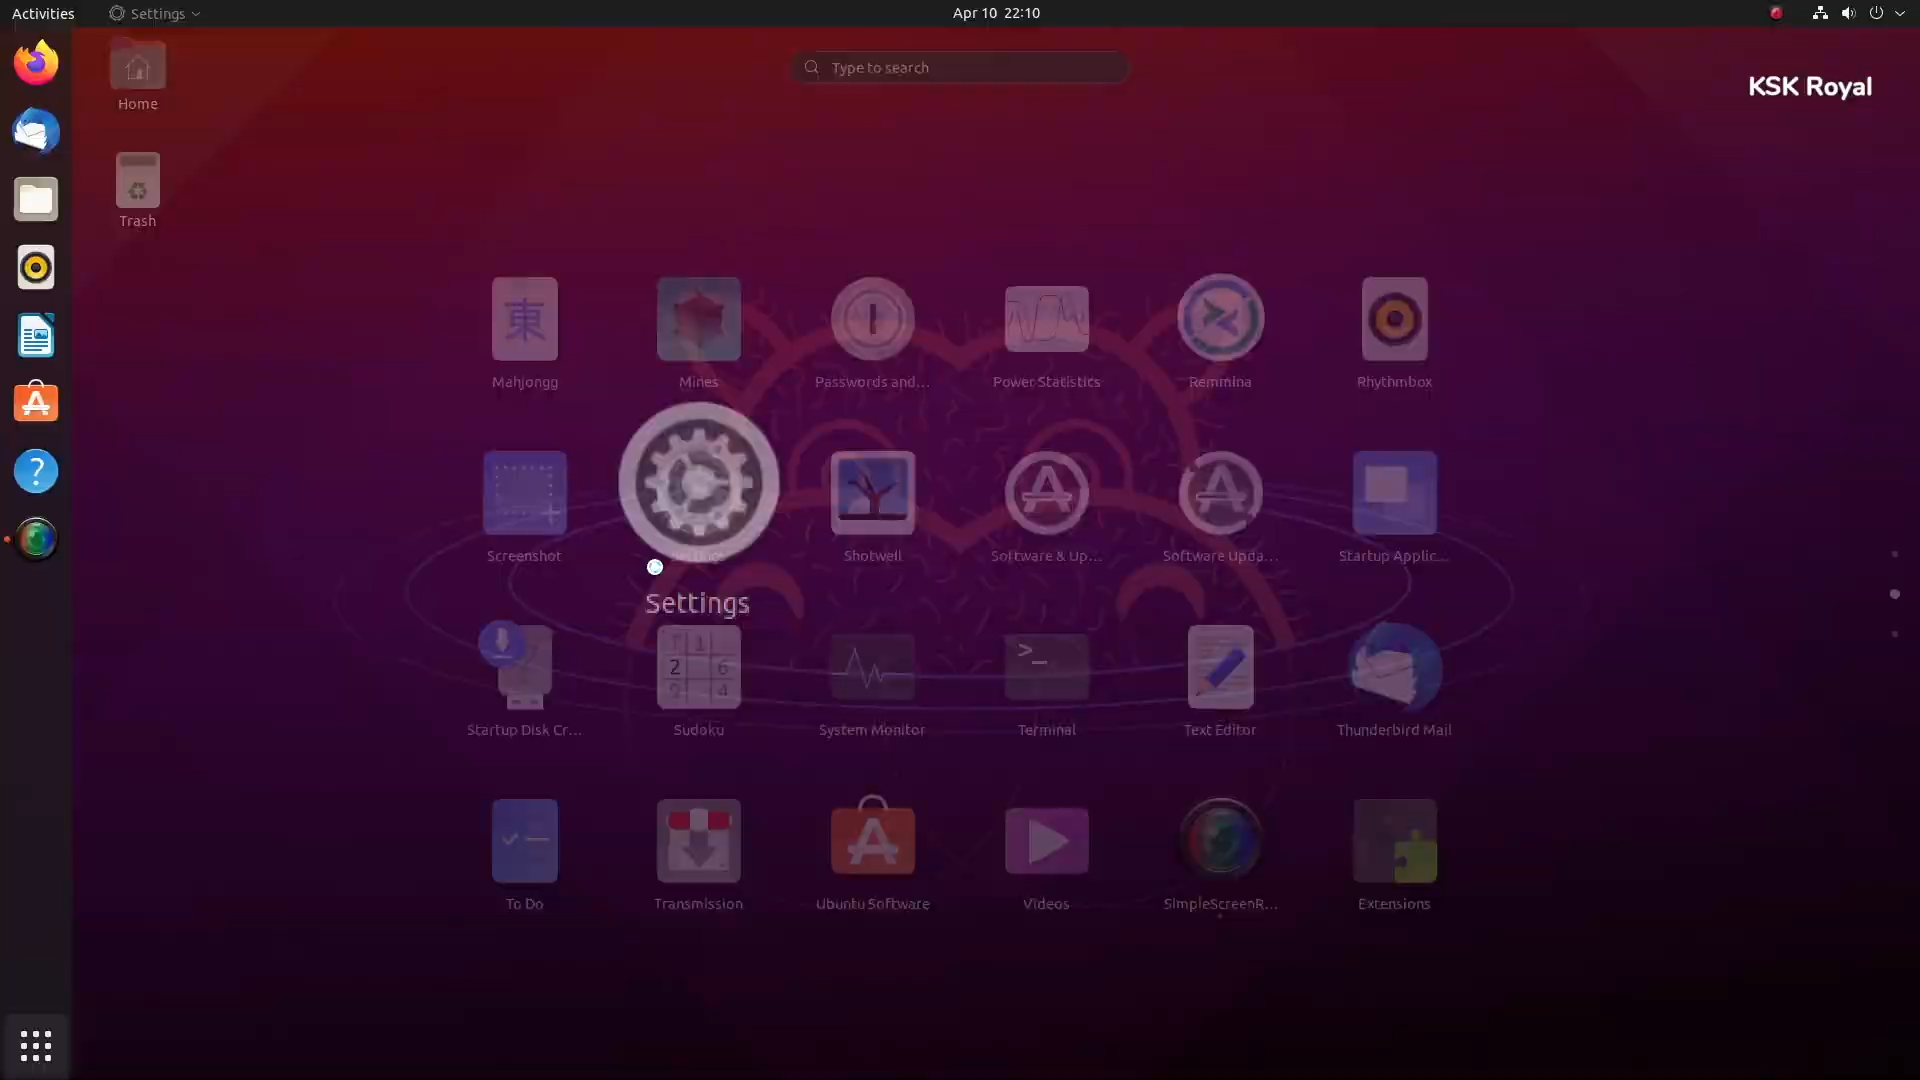 Activities
Settings
Apr 10 22:10
Type to search
KSK Royal
Home
Trash
Mahjongg
Mines
Passwords and...
Power Statistics
Remmina
Rhythmbox
Screenshot
Settings
Shotwell
Software & Up...
Software Upda...
Startup Applic...
Settings
Startup Disk Cr...
Sudoku
System Monitor
Terminal
Text Editor
Thunderbird Mail
To Do
Transmission
Ubuntu Software
Videos
SimpleScreenR...
Extensions